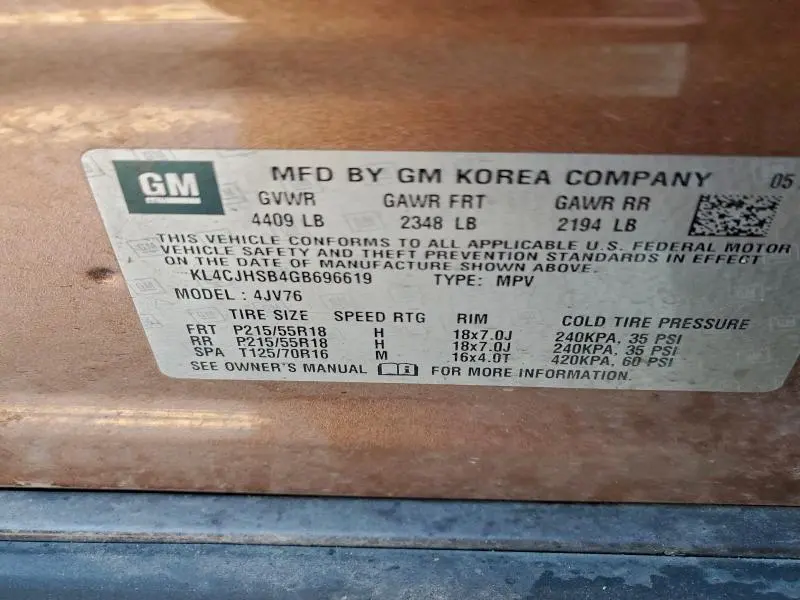 GM
MFD BY GM KOREA COMPANY 05
GVWR GAWR FRT GAWR RR
4409 LB 2348 LB 2194 LB
THIS VEHICLE CONFORMS TO ALL APPLICABLE U.S. FEDERAL MOTOR
VEHICLE SAFETY AND THEFT PREVENTION STANDARDS IN EFFECT
ON THE DATE OF MANUFACTURE SHOWN ABOVE.
KL4CJHSB4GB696619 TYPE: MPV
MODEL : 4JV76
TIRE SIZE SPEED RTG RIM COLD TIRE PRESSURE
FRT P215/55R18 H 18x7.0J 240KPA, 35 PSI
RR P215/55R18 H 18x7.0J 240KPA, 35 PSI
SPA T125/70R16 M 16x4.0T 420KPA, 60 PSI
SEE OWNER'S MANUAL FOR MORE INFORMATION.